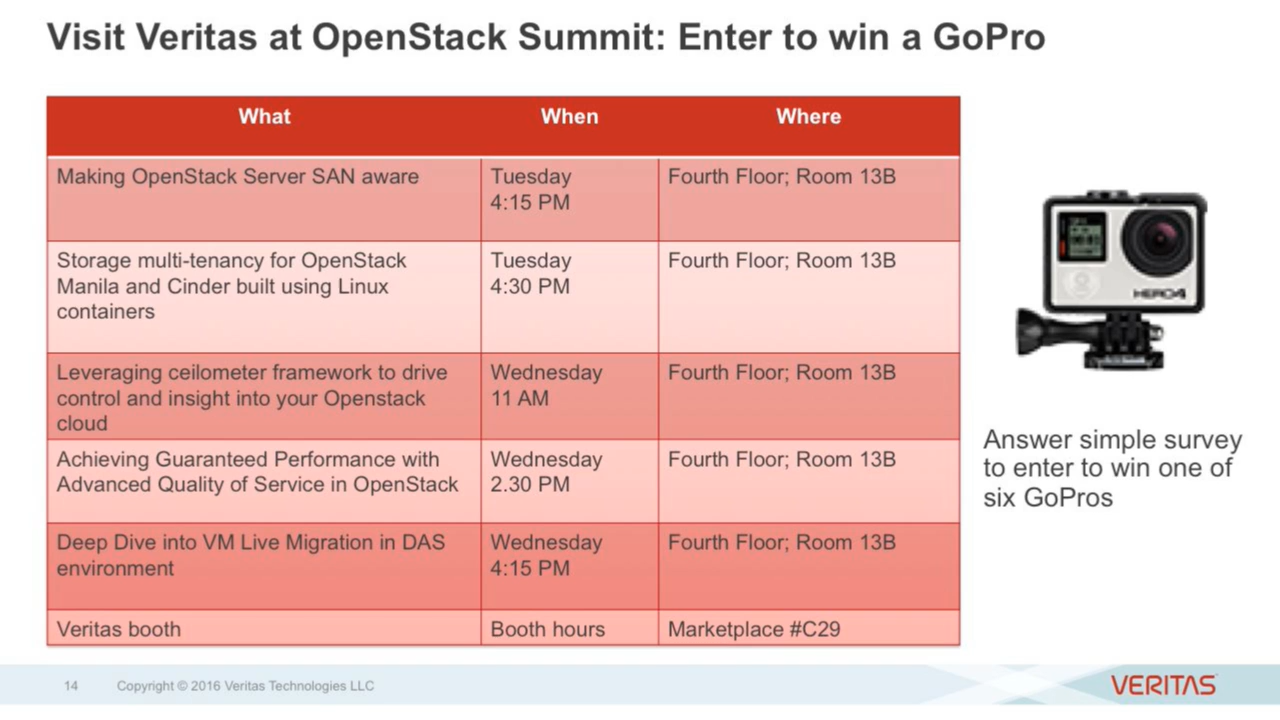 Visit Veritas at OpenStack Summit: Enter to win a GoPro
What When Where
Making OpenStack Server SAN aware
Tuesday
4:15 PM
Fourth Floor; Room 13B
Storage multi-tenancy for OpenStack
Manila and Cinder built using Linux
containers
Tuesday
4:30 PM
Fourth Floor; Room 13B
Leveraging ceilometer framework to drive
control and insight into your Openstack
cloud
Wednesday
11 AM
Fourth Floor; Room 13B
Achieving Guaranteed Performance with
Advanced Quality of Service in OpenStack
Wednesday
2.30 PM
Fourth Floor; Room 13B
Deep Dive into VM Live Migration in DAS
environment
Wednesday
4:15 PM
Fourth Floor; Room 13B
Veritas booth
Booth hours
Marketplace #C29
HERO4
Answer simple survey
to enter to win one of
six GoPros
14
Copyright © 2016 Veritas Technologies LLC
VERITAS